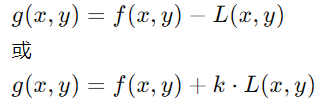 g(x, y) = f(x, y) − L(x, y)
或
g(x, y) = f(x, y) + k · L(x, y)